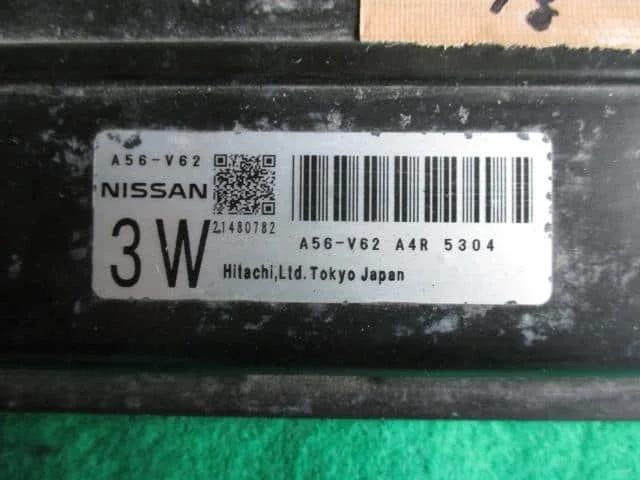 A56-V62
NISSAN
3W
21480782
A56-V62 A4R 5304
Hitachi,Ltd.Tokyo Japan